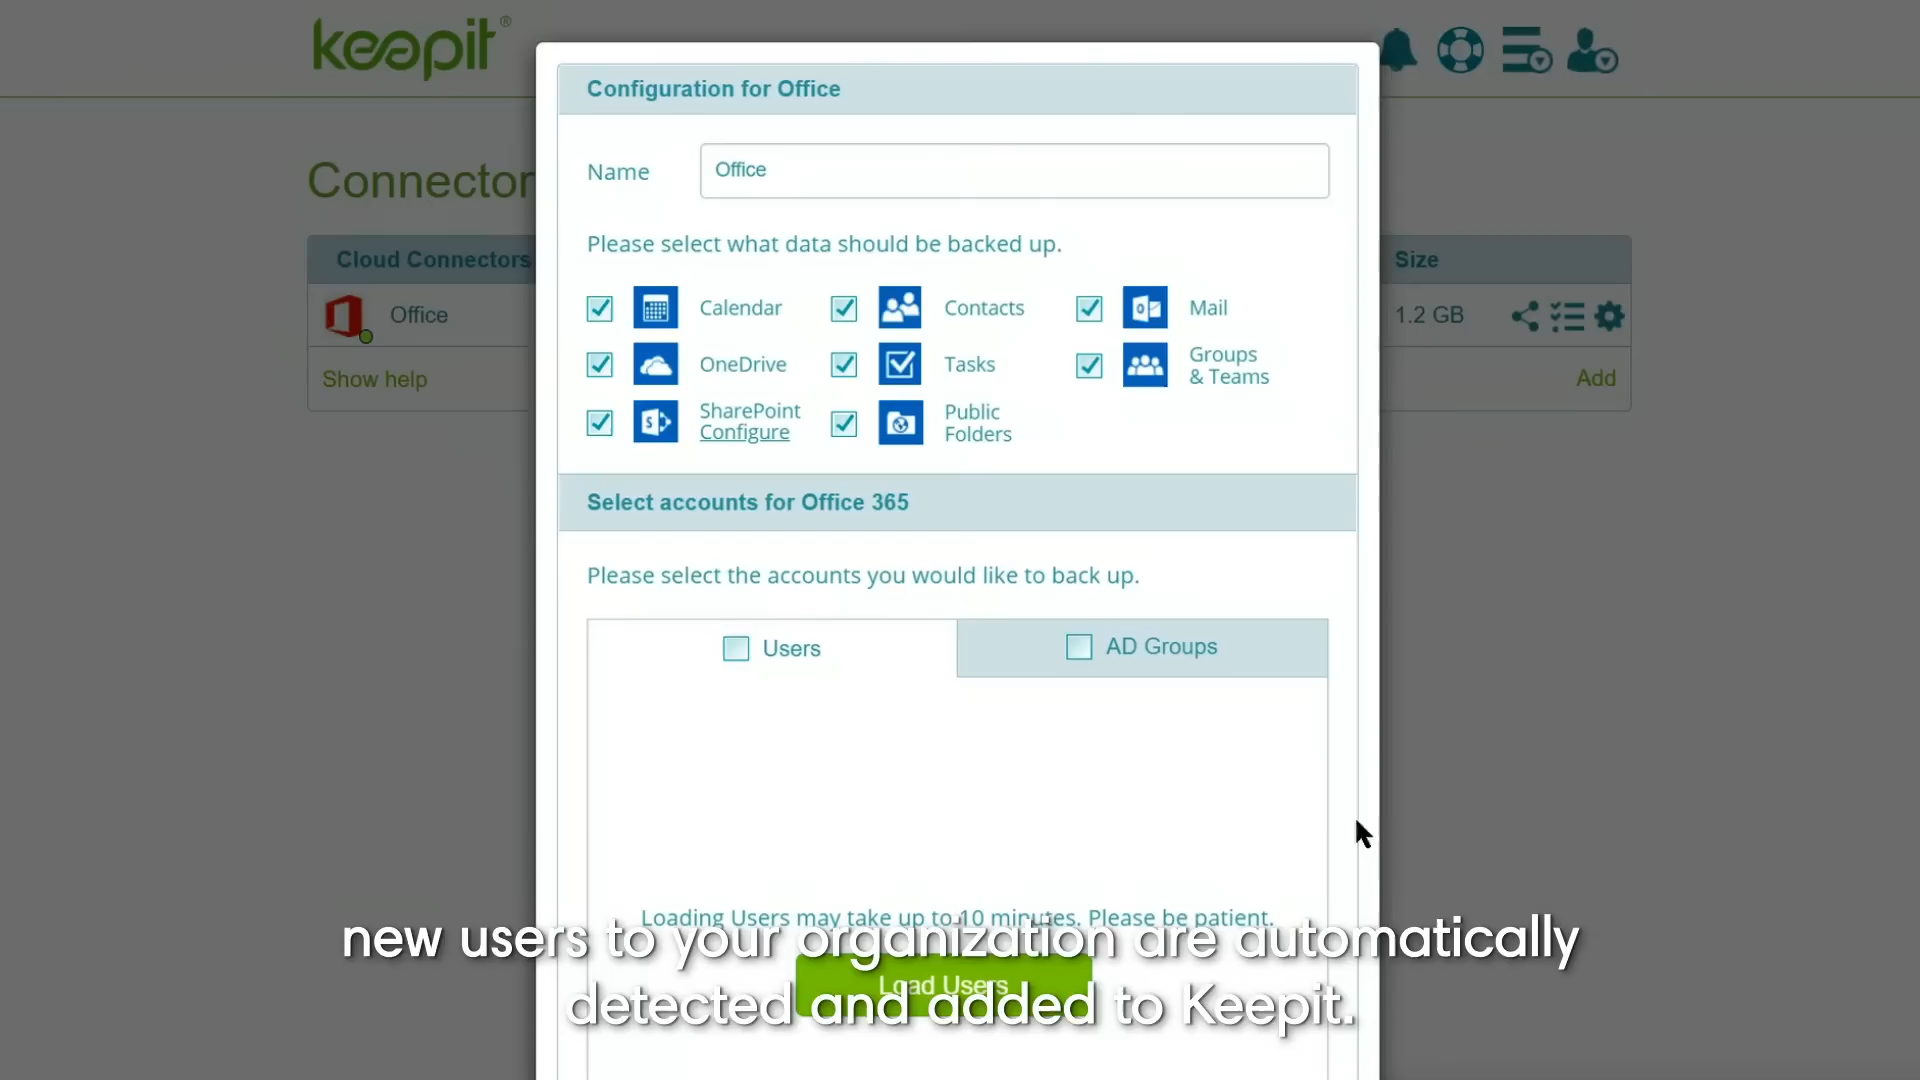 keepit®
Configuration for Office
Name
Office
Connector
Please select what data should be backed up.
Cloud Connectors
Size
Office
1.2 GB
Show help
Add
Calendar
Contacts
Mail
OneDrive
Tasks
Groups
& Teams
SharePoint
Configure
Public
Folders
Select accounts for Office 365
Please select the accounts you would like to back up.
Users
AD Groups
Loading Users may take up to 10 minutes. Please be patient.
Load Users
new users to your organization are automatically
detected and added to Keepit.